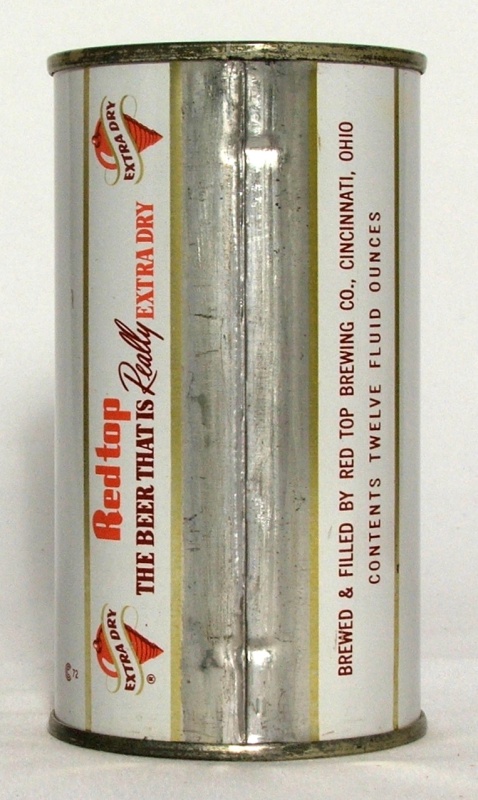 EXTRA DRY
Red top
THE BEER THAT IS Really EXTRA DRY
EXTRA DRY
®
72
BREWED & FILLED BY RED TOP BREWING CO., CINCINNATI, OHIO
CONTENTS TWELVE FLUID OUNCES